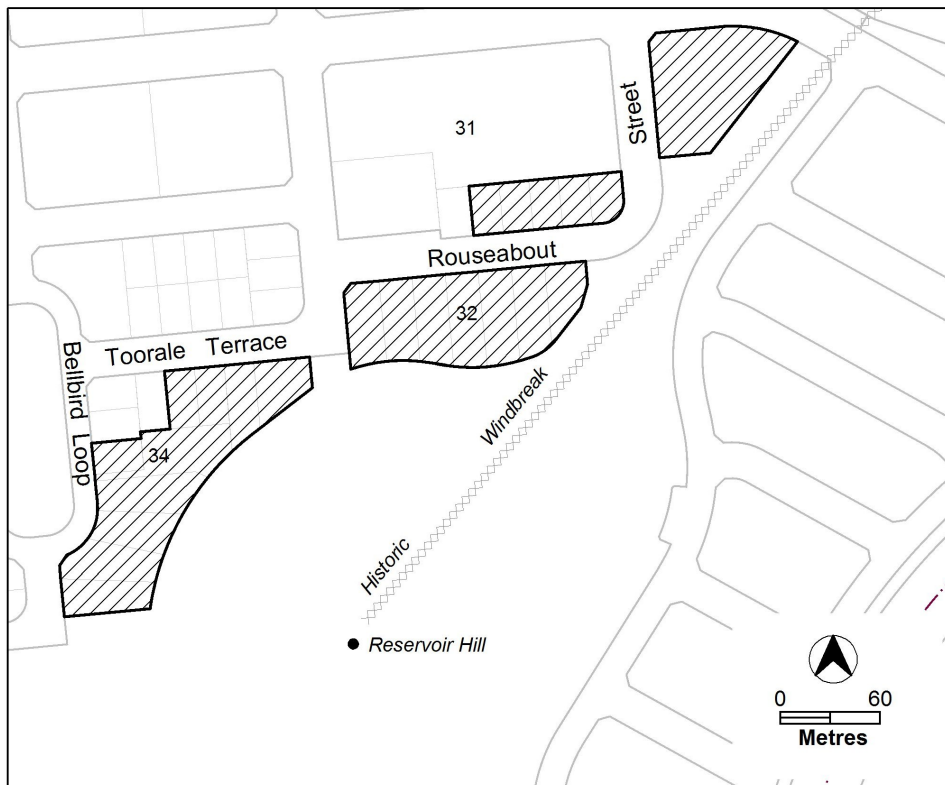 31
Street
Rouseabout
32
Toorale Terrace
Bellbird Loop
34
Windbreak
Historic
Reservoir Hill
0 60
Metres